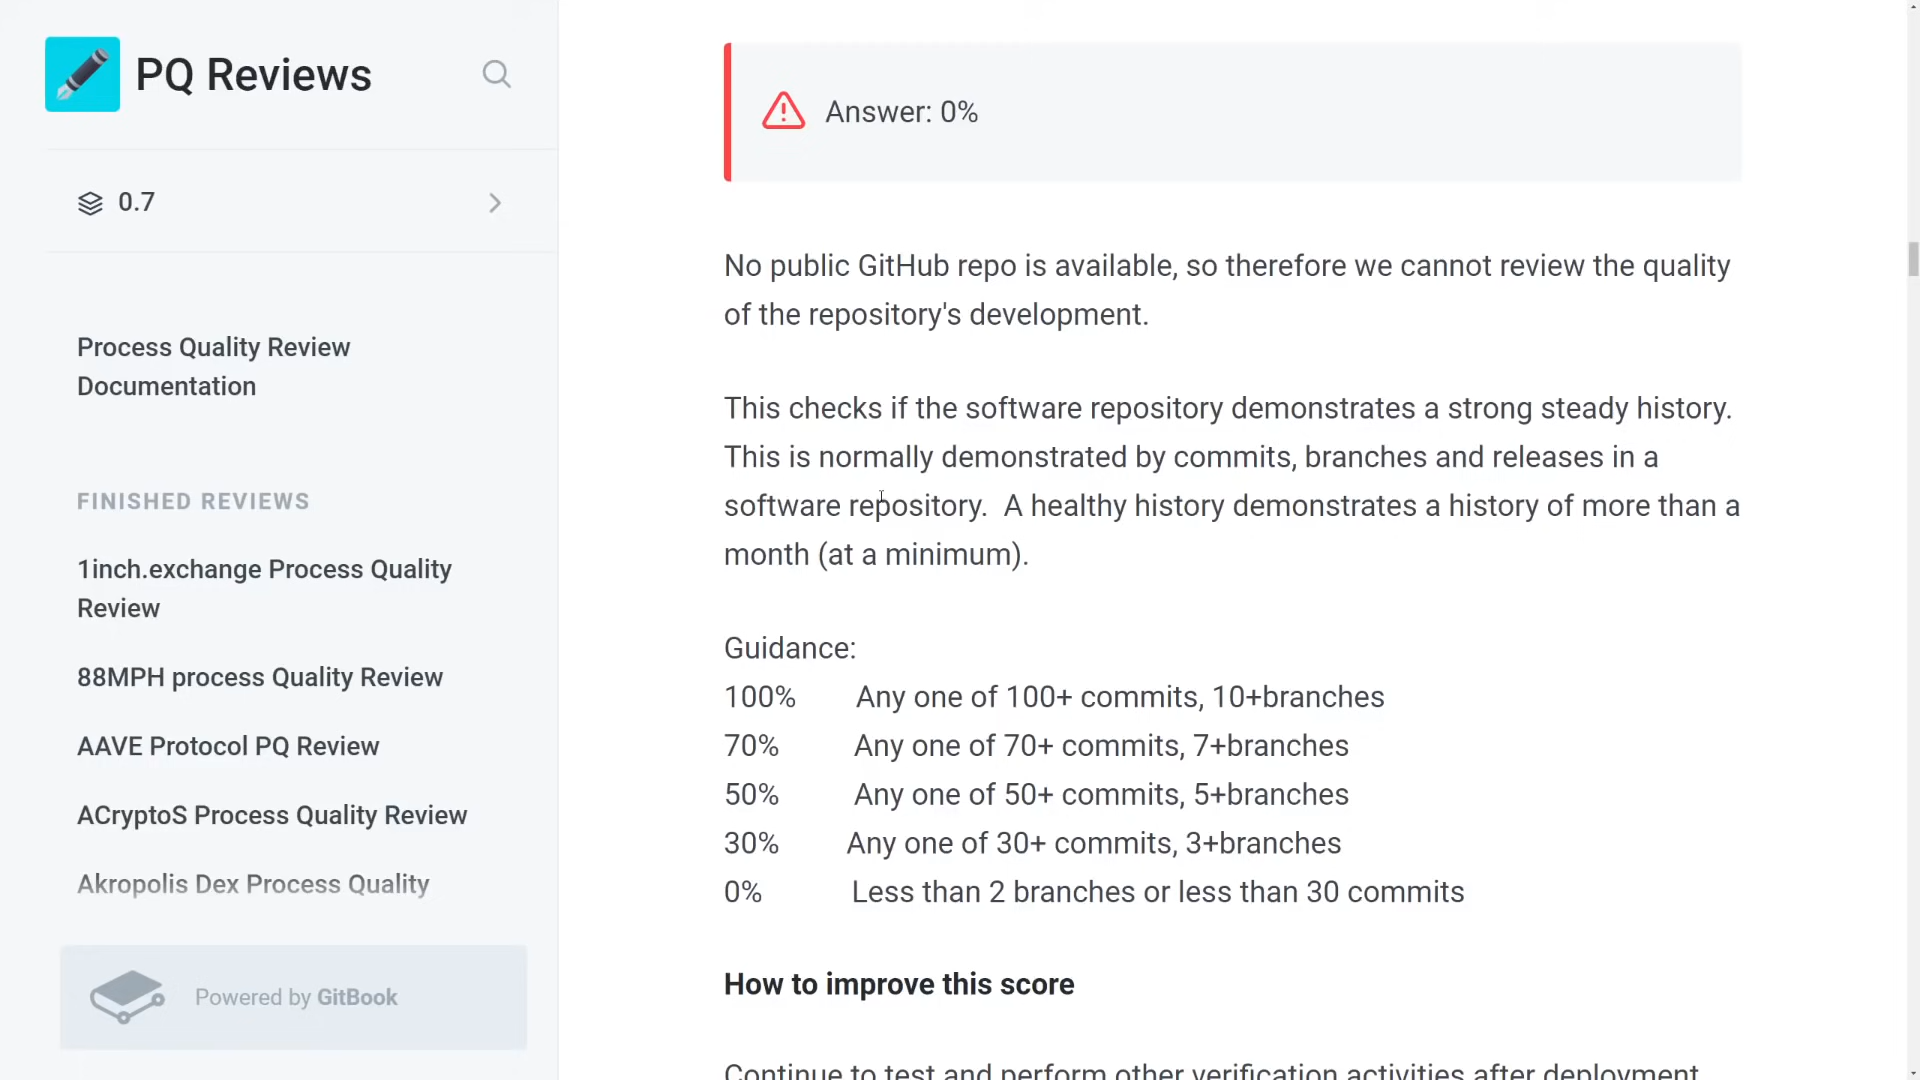 PQ Reviews
0.7
Process Quality Review
Documentation
FINISHED REVIEWS
1inch.exchange Process Quality
Review
88MPH process Quality Review
AAVE Protocol PQ Review
ACryptoS Process Quality Review
Akropolis Dex Process Quality
Powered by GitBook
Answer: 0%
No public GitHub repo is available, so therefore we cannot review the quality
of the repository's development.
This checks if the software repository demonstrates a strong steady history.
This is normally demonstrated by commits, branches and releases in a
software repository.  A healthy history demonstrates a history of more than a
month (at a minimum).
Guidance:
100% Any one of 100+ commits, 10+branches
70% Any one of 70+ commits, 7+branches
50% Any one of 50+ commits, 5+branches
30% Any one of 30+ commits, 3+branches
0% Less than 2 branches or less than 30 commits
How to improve this score
Continue to test and perform other verification activities after deployment